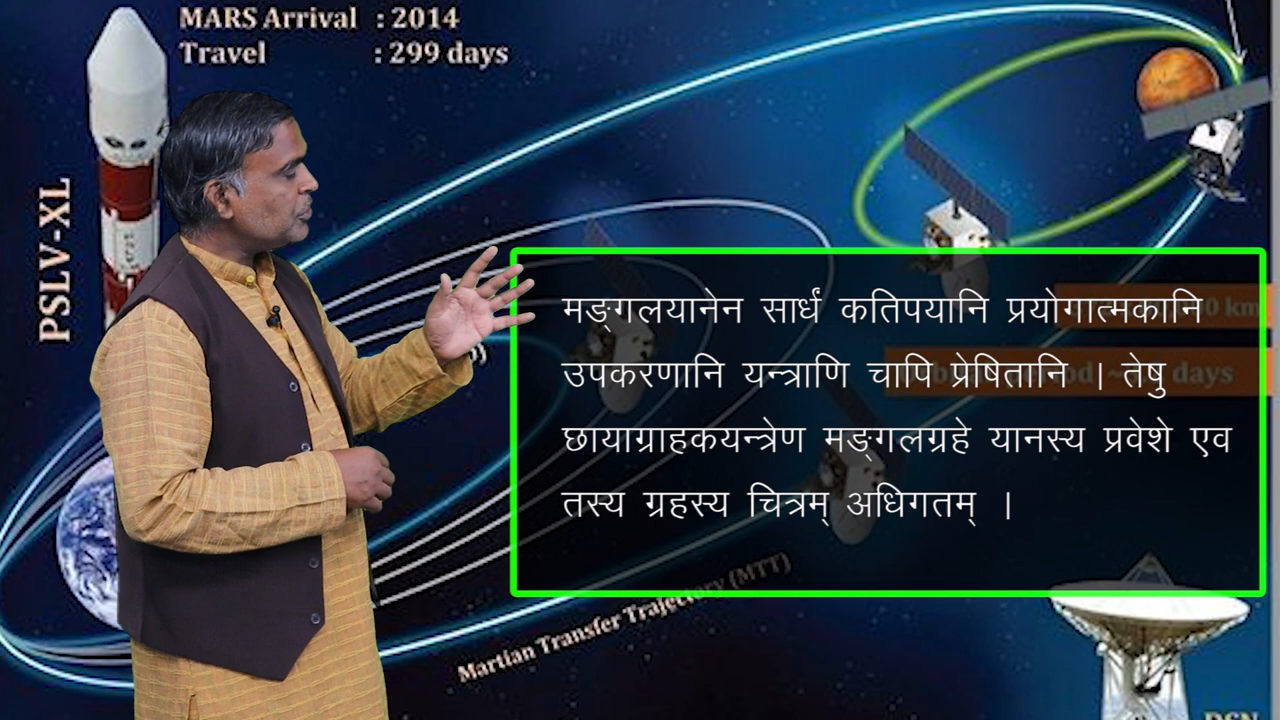 MARS Arrival : 2014
Travel : 299 days
PSLV-XL
मङ्गलयानेन सार्धं कतिपयानि प्रयोगात्मकानि
उपकरणानि यन्त्राणि चापि प्रेषितानि । तेषु
छायाग्राहकयन्त्रेण मङ्गलग्रहे यानस्य प्रवेशे एव
तस्य ग्रहस्य चित्रम् अधिगतम् ।
Martian Transfer Trajectory (MTT)
DSN